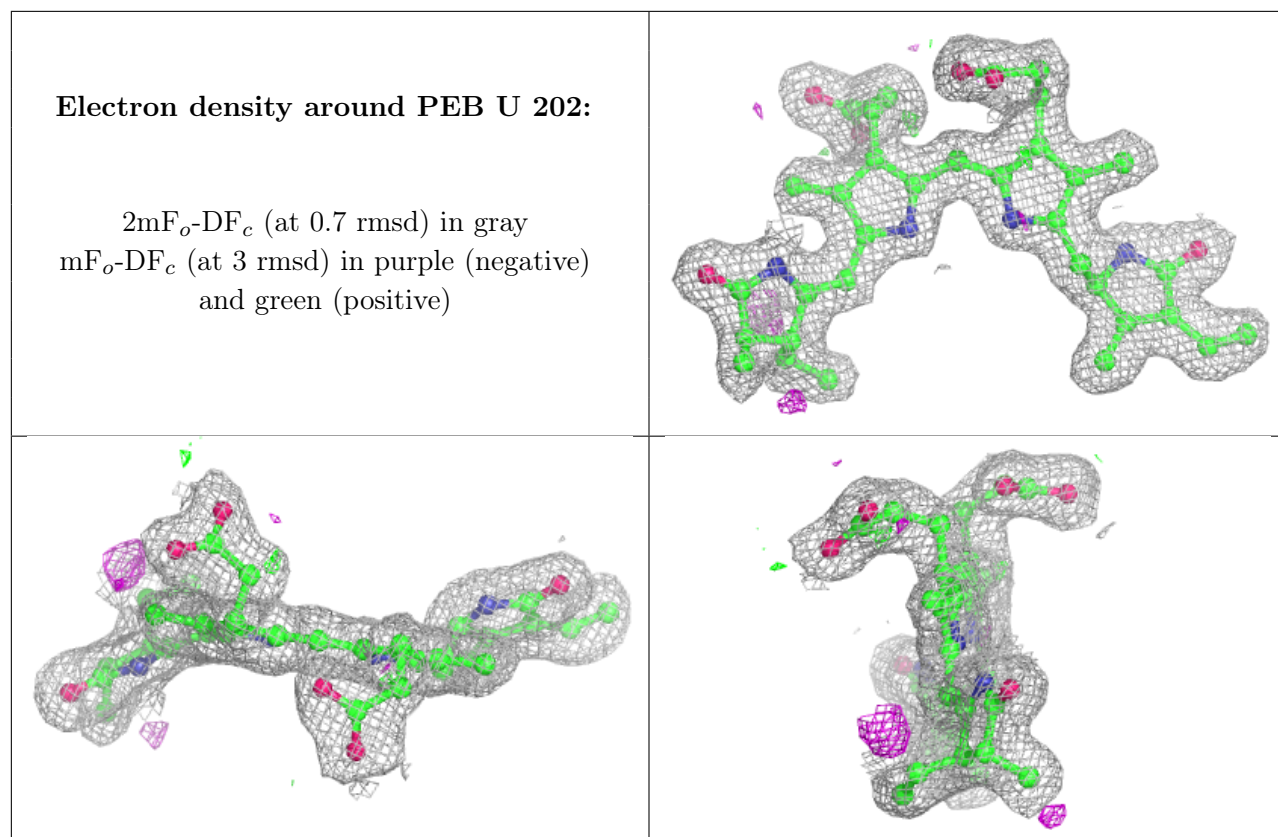 Electron density around PEB U 202:
2mFₒ-DF𝒸 (at 0.7 rmsd) in gray
mFₒ-DF𝒸 (at 3 rmsd) in purple (negative)
and green (positive)